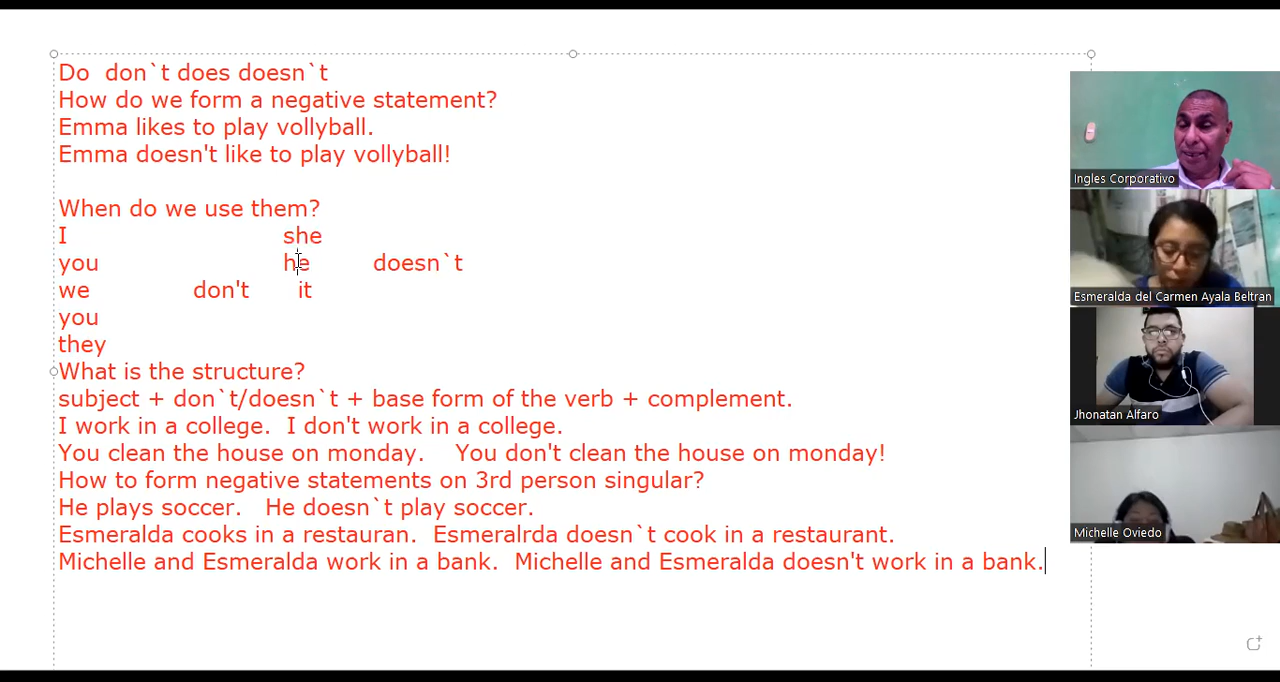 Do  don`t does doesn`t
How do we form a negative statement?
Emma likes to play vollyball.
Emma doesn't like to play vollyball!
When do we use them?
I she
you he doesn`t
we don't it
you
they
What is the structure?
subject + don`t/doesn`t + base form of the verb + complement.
I work in a college.  I don't work in a college.
You clean the house on monday.    You don't clean the house on monday!
How to form negative statements on 3rd person singular?
He plays soccer.   He doesn`t play soccer.
Esmeralda cooks in a restauran.  Esmeralrda doesn`t cook in a restaurant.
Michelle and Esmeralda work in a bank.  Michelle and Esmeralda doesn't work in a bank.
Ingles Corporativo
Esmeralda del Carmen Ayala Beltran
Jhonatan Alfaro
Michelle Oviedo